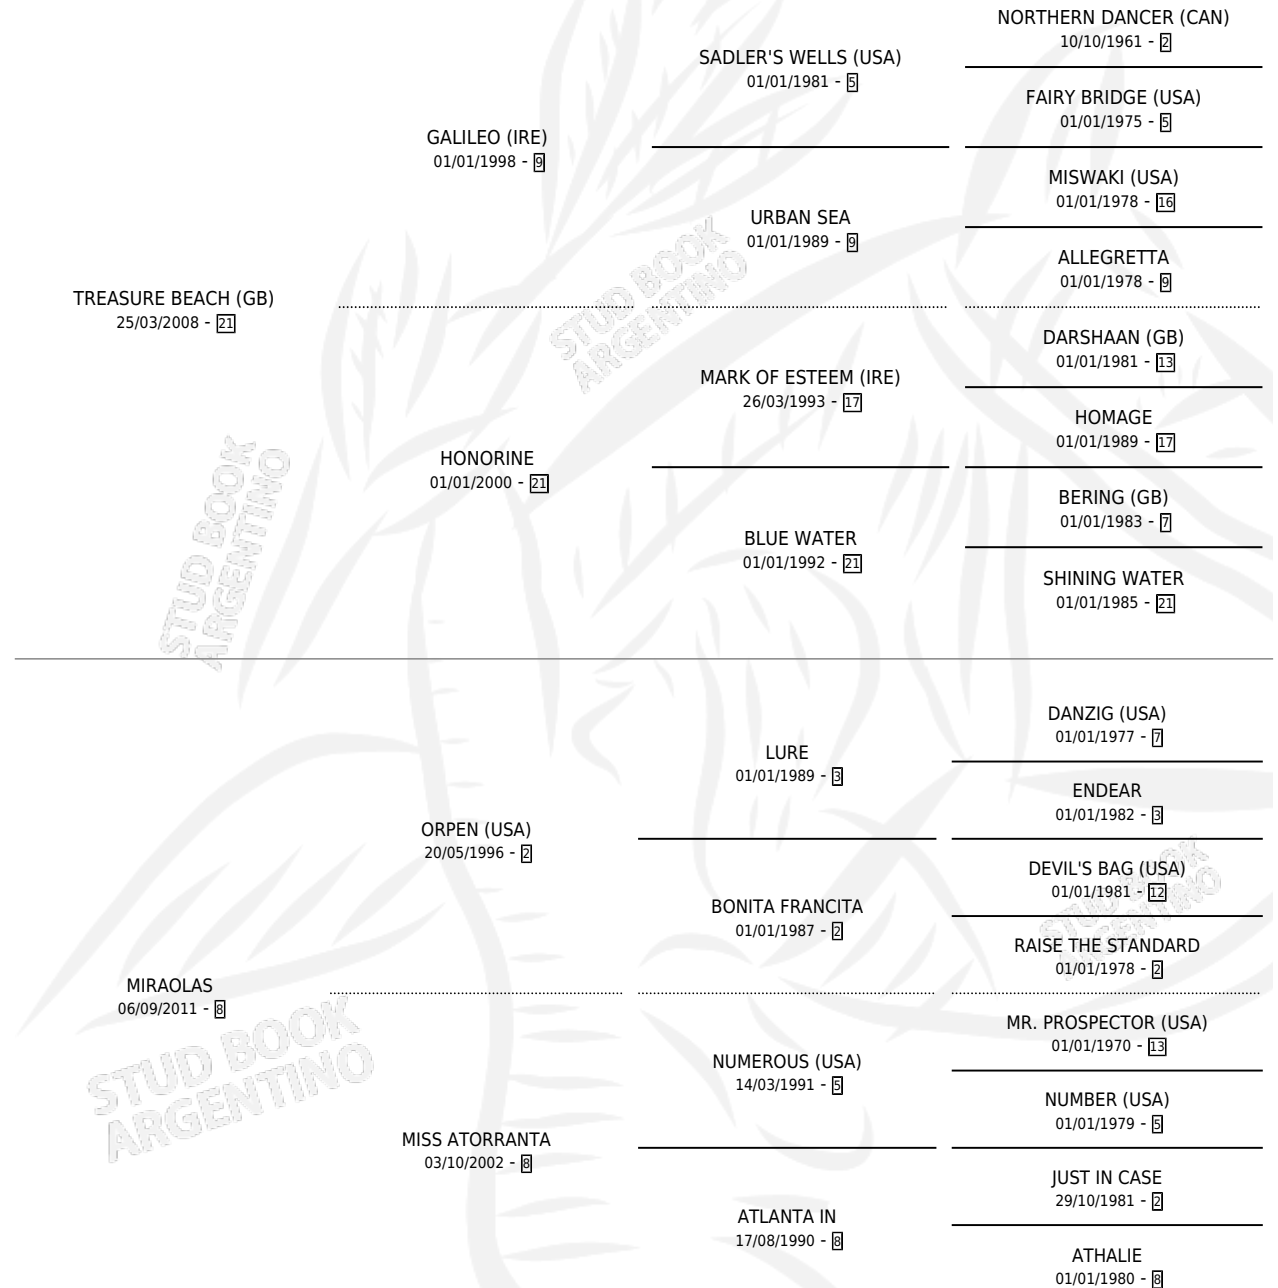 NORTHERN DANCER (CAN)
10/10/1961 - 2
SADLER'S WELLS (USA)
01/01/1981 - 5
FAIRY BRIDGE (USA)
01/01/1975 - 5
GALILEO (IRE)
01/01/1998 - 9
MISWAKI (USA)
01/01/1978 - 16
URBAN SEA
01/01/1989 - 9
ALLEGRETTA
01/01/1978 - 9
TREASURE BEACH (GB)
25/03/2008 - 21
DARSHAAN (GB)
01/01/1981 - 13
MARK OF ESTEEM (IRE)
26/03/1993 - 17
HOMAGE
01/01/1989 - 17
HONORINE
01/01/2000 - 21
BERING (GB)
01/01/1983 - 7
BLUE WATER
01/01/1992 - 21
SHINING WATER
01/01/1985 - 21
STUD BOOK
ARGENTINO
STUD BOOK
ARGENTINO
DANZIG (USA)
01/01/1977 - 7
LURE
01/01/1989 - 3
ENDEAR
01/01/1982 - 3
ORPEN (USA)
20/05/1996 - 2
DEVIL'S BAG (USA)
01/01/1981 - 12
BONITA FRANCITA
01/01/1987 - 2
RAISE THE STANDARD
01/01/1978 - 2
STUD BOOK
ARGENTINO
MIRAOLAS
06/09/2011 - 8
MR. PROSPECTOR (USA)
01/01/1970 - 13
NUMEROUS (USA)
14/03/1991 - 5
NUMBER (USA)
01/01/1979 - 5
MISS ATORRANTA
03/10/2002 - 8
JUST IN CASE
29/10/1981 - 2
ATLANTA IN
17/08/1990 - 8
ATHALIE
01/01/1980 - 8
STUD BOOK
ARGENTINO